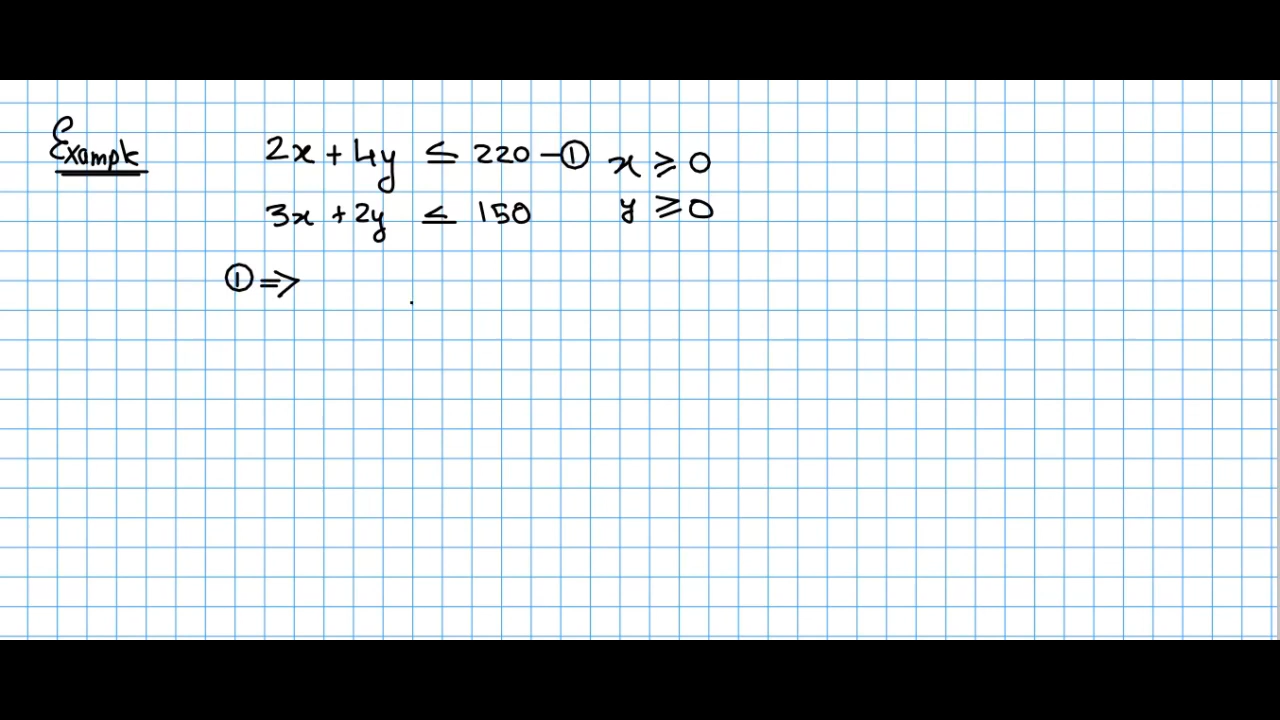 Example 2x + 4y ≤ 220 — ① x ≥ 0
3x + 2y ≤ 150 y ≥ 0
① ⇒